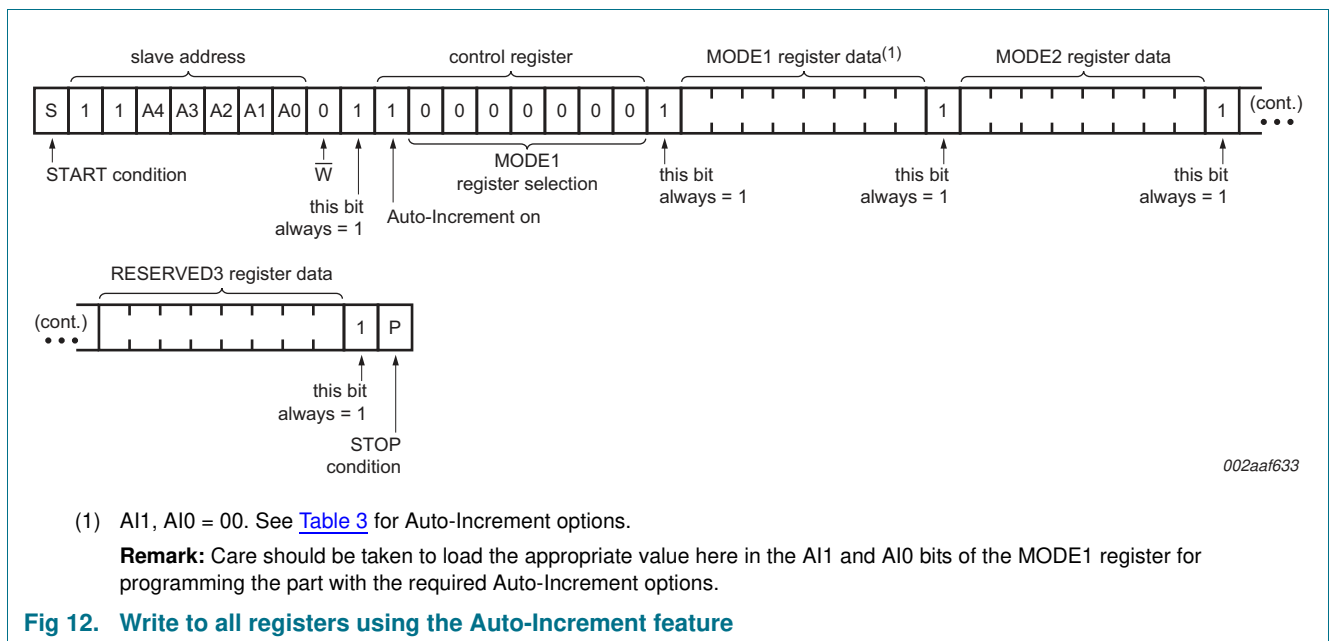 slave address control register MODE1 register data(1) MODE2 register data
S 1 1 A4 A3 A2 A1 A0 0 1 1 0 0 0 0 0 0 0 1 1 1 (cont.)
START condition W MODE1 this bit this bit this bit
register selection always = 1 always = 1 always = 1
this bit Auto-Increment on
always = 1
RESERVED3 register data
(cont.) 1 P
this bit
always = 1
STOP
condition
002aaf633
(1) AI1, AI0 = 00. See Table 3 for Auto-Increment options.
Remark: Care should be taken to load the appropriate value here in the AI1 and AI0 bits of the MODE1 register for
programming the part with the required Auto-Increment options.
Fig 12. Write to all registers using the Auto-Increment feature